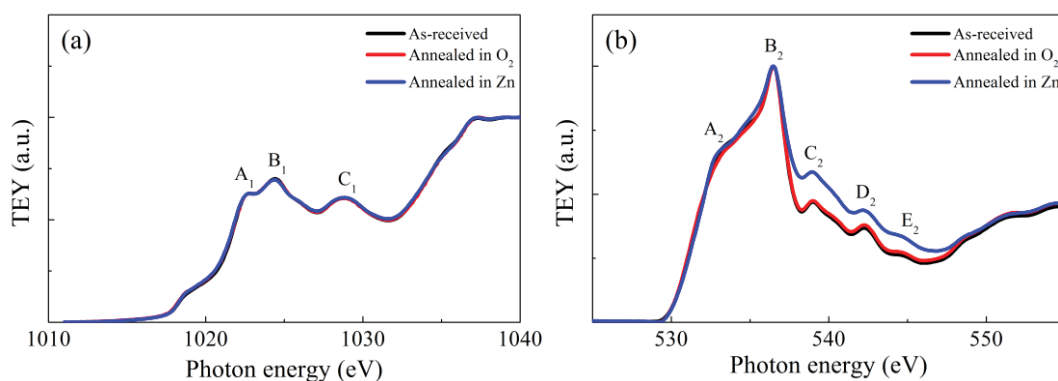 (a)
As-received
Annealed in O2
Annealed in Zn
A1
B1
C1
TEY (a.u.)
1010 1020 1030 1040
Photon energy (eV)
(b)
As-received
Annealed in O2
Annealed in Zn
A2
B2
C2
D2
E2
TEY (a.u.)
530 540 550
Photon energy (eV)